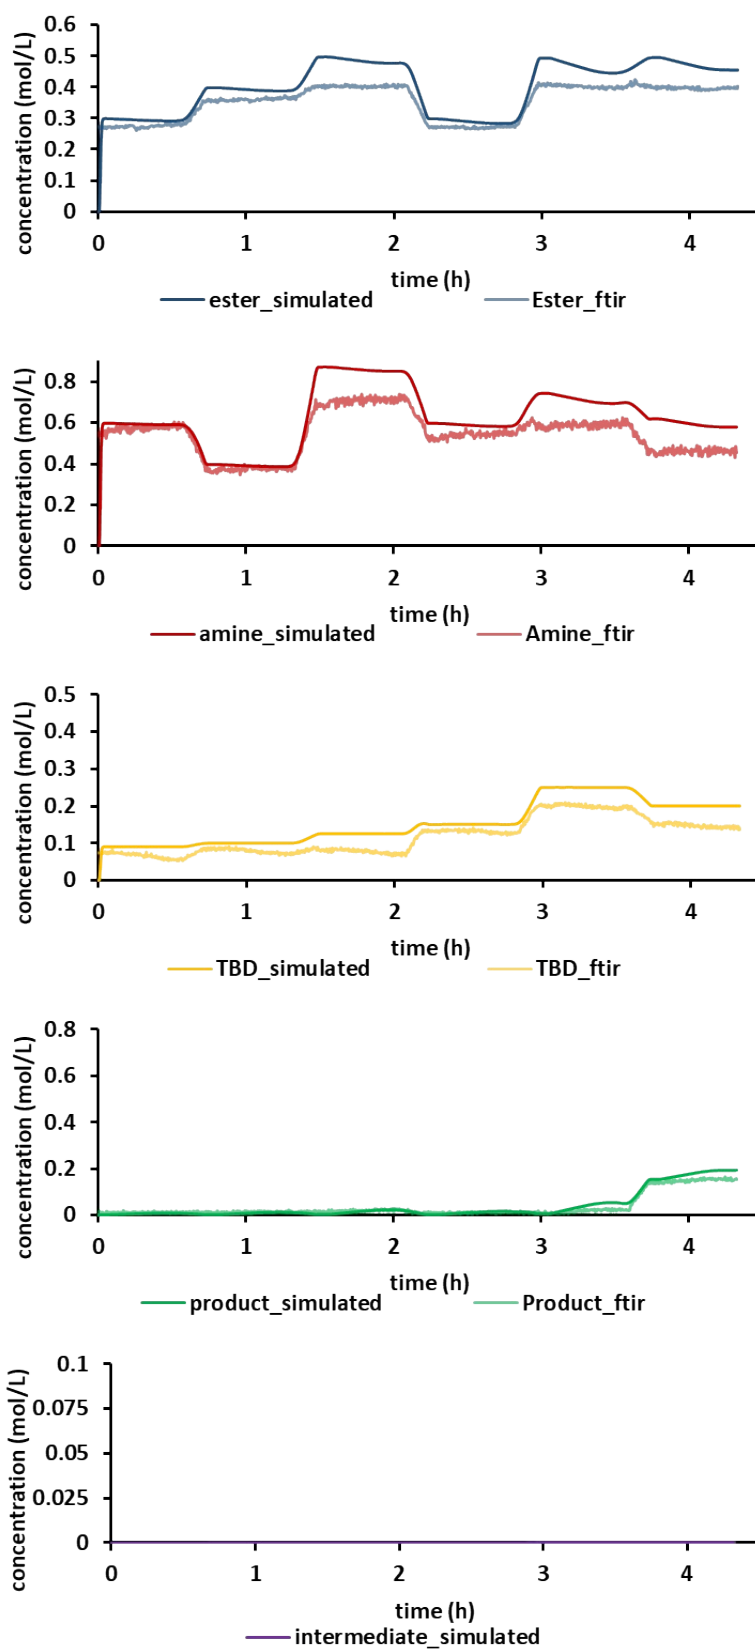 concentration (mol/L)
0.6
0.5
0.4
0.3
0.2
0.1
0
0 1 2 3 4
time (h)
ester_simulated Ester_ftir
concentration (mol/L)
0.8
0.6
0.4
0.2
0
0 1 2 3 4
time (h)
amine_simulated Amine_ftir
concentration (mol/L)
0.5
0.4
0.3
0.2
0.1
0
0 1 2 3 4
time (h)
TBD_simulated TBD_ftir
concentration (mol/L)
0.8
0.6
0.4
0.2
0
0 1 2 3 4
time (h)
product_simulated Product_ftir
concentration (mol/L)
0.1
0.075
0.05
0.025
0
0 1 2 3 4
time (h)
intermediate_simulated